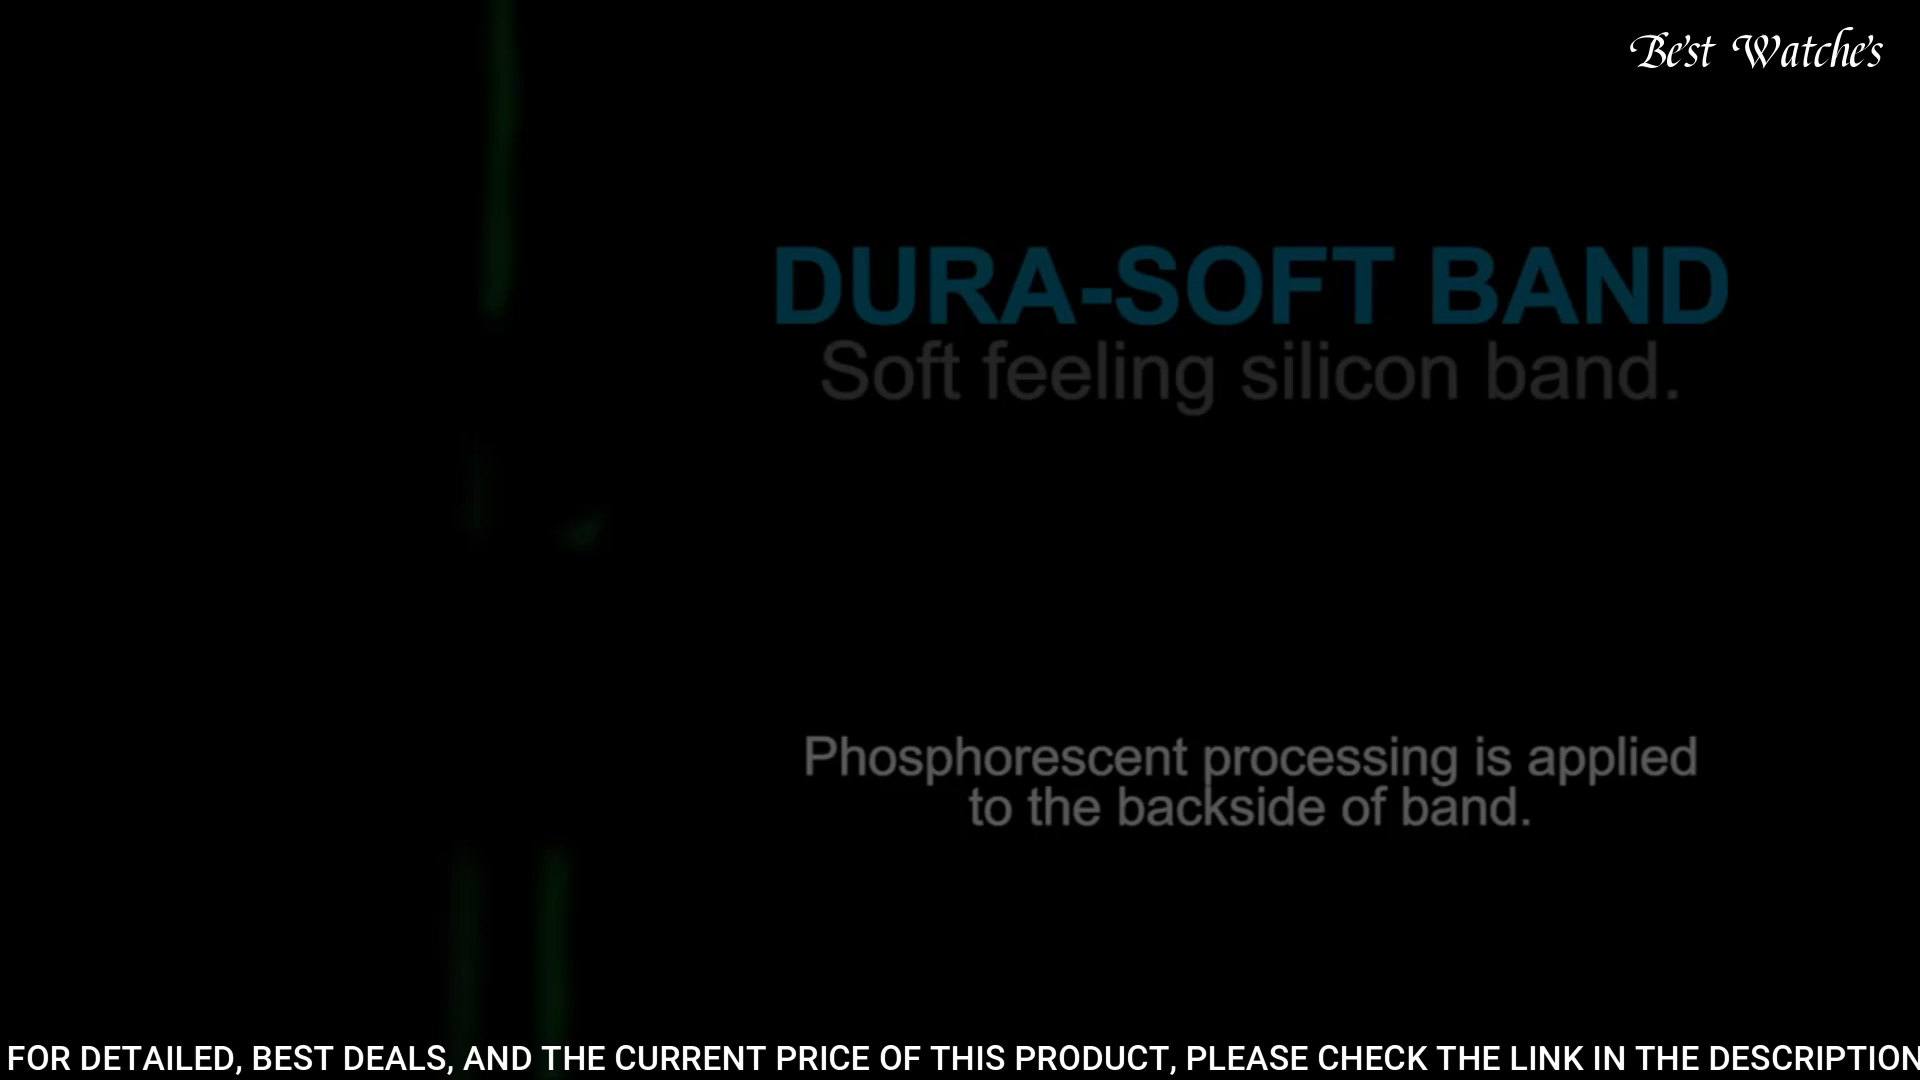 Be'st Watche's
DURA-SOFT BAND
Soft feeling silicon band.
Phosphorescent processing is applied
to the backside of band.
FOR DETAILED, BEST DEALS, AND THE CURRENT PRICE OF THIS PRODUCT, PLEASE CHECK THE LINK IN THE DESCRIPTION